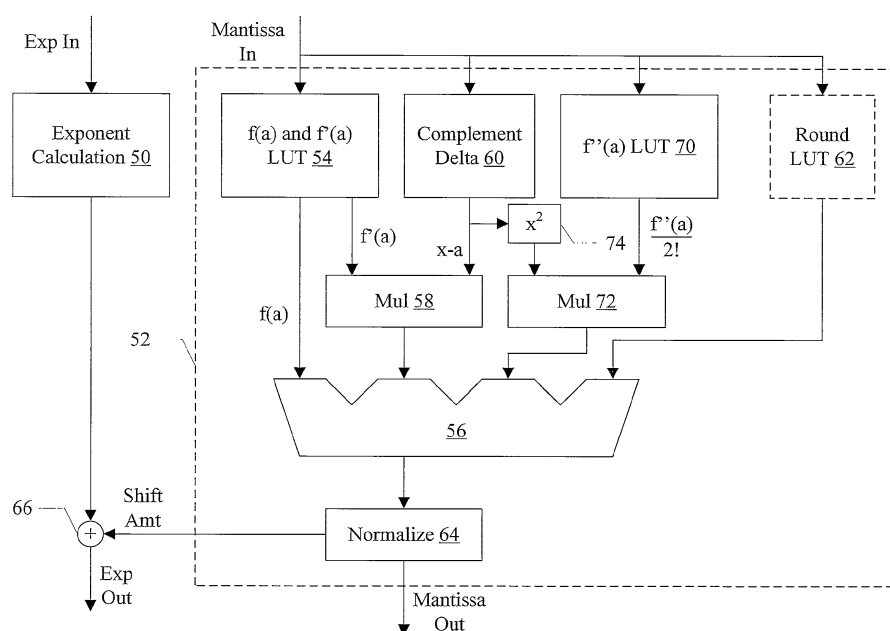 Exp In
Mantissa
In
Exponent
Calculation 50
f(a) and f'(a)
LUT 54
Complement
Delta 60
f''(a) LUT 70
Round
LUT 62
f'(a)
x-a
x²
74
f''(a)
2!
Mul 58
Mul 72
f(a)
52
56
66
Shift
Amt
+
Normalize 64
Exp
Out
Mantissa
Out